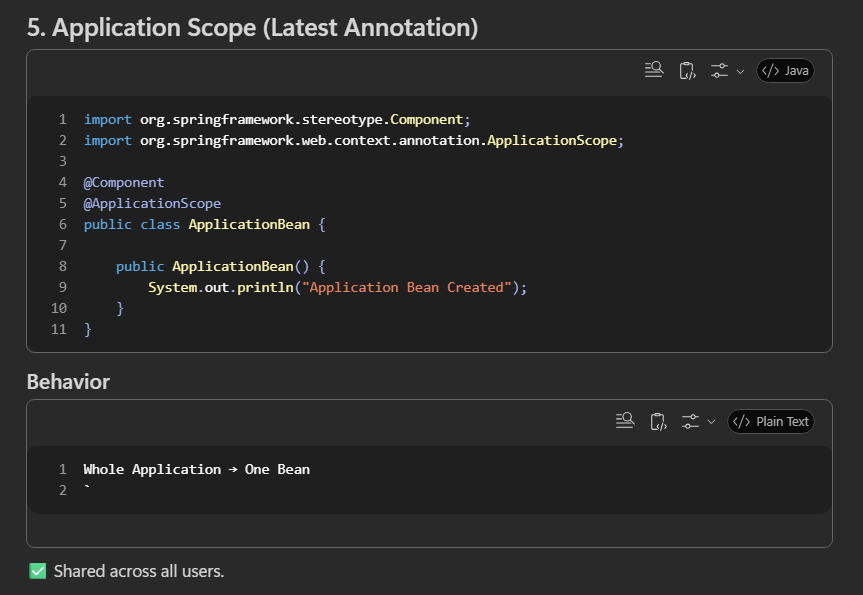 5. Application Scope (Latest Annotation)
</> Java
1 import org.springframework.stereotype.Component;
2 import org.springframework.web.context.annotation.ApplicationScope;
3
4 @Component
5 @ApplicationScope
6 public class ApplicationBean {
7
8     public ApplicationBean() {
9         System.out.println("Application Bean Created");
10     }
11 }
Behavior
</> Plain Text
1 Whole Application → One Bean
2 `
✅ Shared across all users.